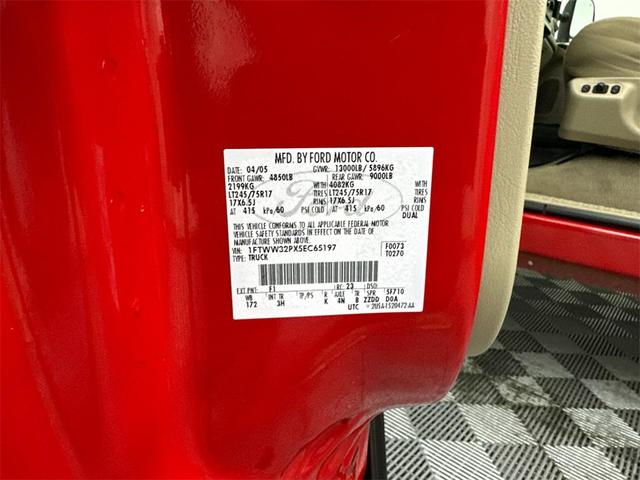 MFD. BY FORD MOTOR CO.
DATE: 04/05 GVWR: 13000LB/ 5896KG
FRONT GAWR: 4850LB REAR GAWR: 9000LB
2199KG WITH 4082KG WITH
LT245/75R17 TIRES LT245/75R17 TIRES
17X6.5J RIMS 17X6.5J RIMS
AT 415 kPa/60 PSI COLD AT 415 kPa/60 PSI COLD
DUAL
THIS VEHICLE CONFORMS TO ALL APPLICABLE FEDERAL MOTOR
VEHICLE SAFETY STANDARDS IN EFFECT ON THE DATE OF
MANUFACTURE SHOWN ABOVE.
VIN: 1FTWW32PX5EC65197 F0073
TYPE: TRUCK T0270
EXT PNT: F1 RC: 23 DSO:
WB INT TR TP/PS R AXLE TR SPR 5F710
172 3H K 4N B ZZDD DOA
UTC
Ford